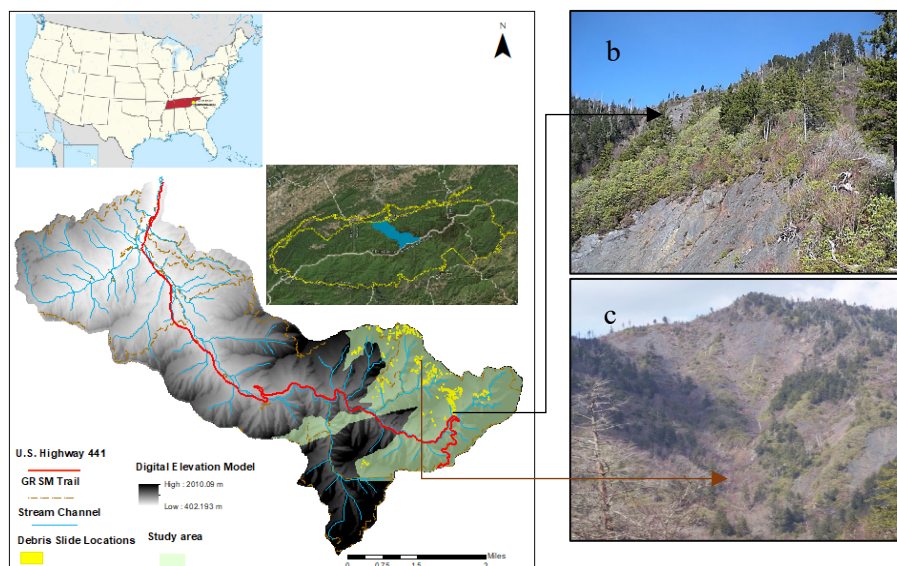 N
b
c
U.S. Highway 441
GRSM Trail
Stream Channel
Debris Slide Locations
Digital Elevation Model
High : 2010.09 m
Low : 402.193 m
Study area
Miles
0 0.75 1.5 3